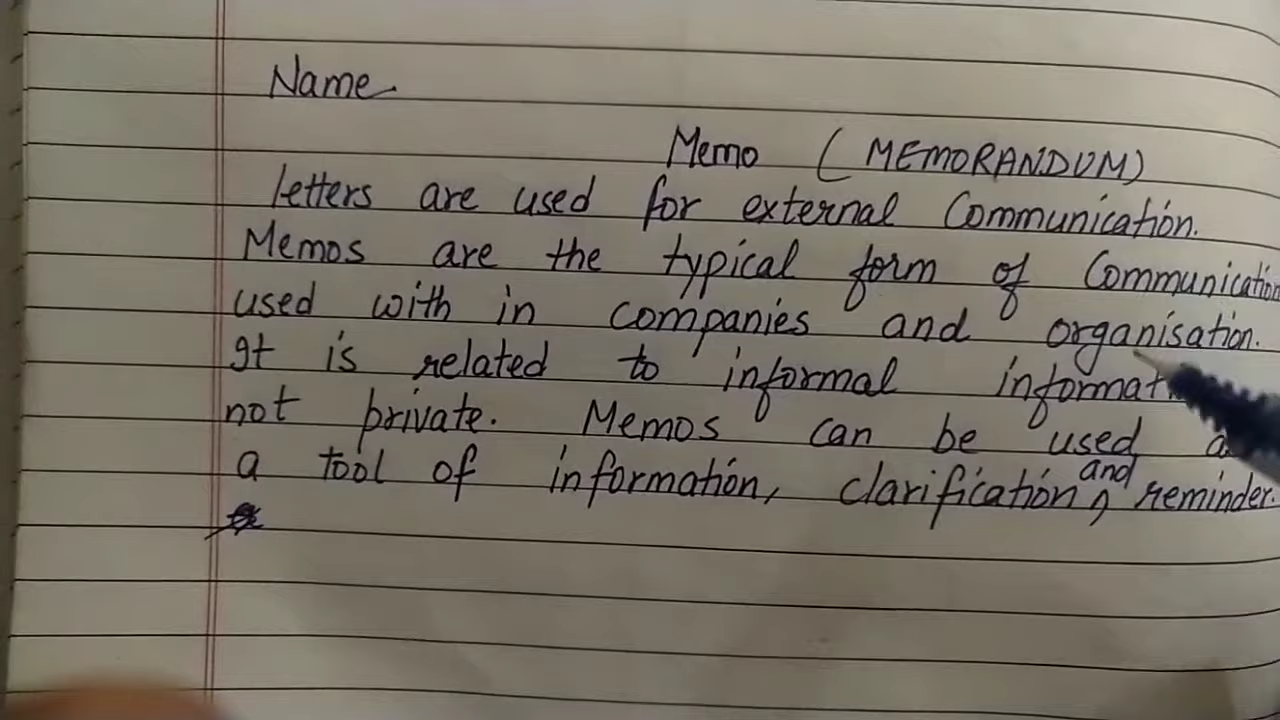 Name
Memo (MEMORANDUM)
letters are used for external Communication.
Memos are the typical form of Communication
used with in companies and organisation.
It is related to informal
not private. Memos can be used
a tool of information, clarification, and reminder.